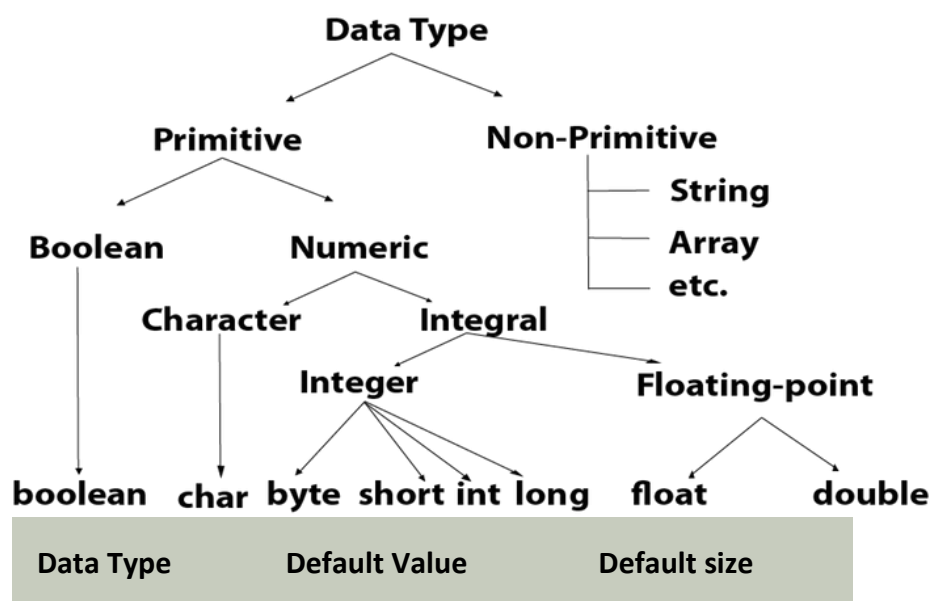 Data Type
Primitive Non-Primitive
String
Boolean Numeric Array
etc.
Character Integral
Integer Floating-point
boolean char byte short int long float double
Data Type Default Value Default size